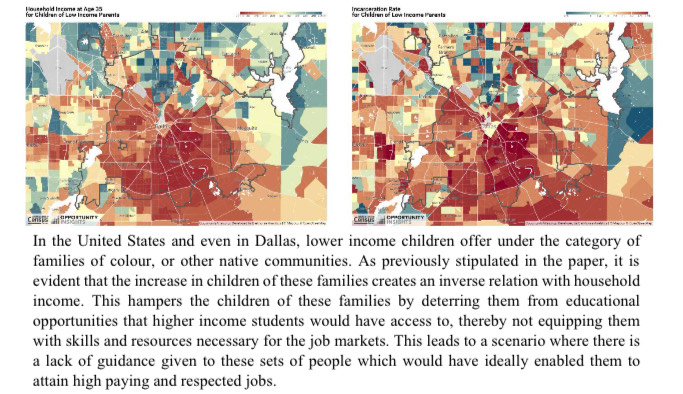 Household Income at Age 35
for Children of Low Income Parents
Incarceration Rate
for Children of Low Income Parents
Census
OPPORTUNITY
INSIGHTS
Census
OPPORTUNITY
INSIGHTS
In the United States and even in Dallas, lower income children offer under the category of
families of colour, or other native communities. As previously stipulated in the paper, it is
evident that the increase in children of these families creates an inverse relation with household
income. This hampers the children of these families by deterring them from educational
opportunities that higher income students would have access to, thereby not equipping them
with skills and resources necessary for the job markets. This leads to a scenario where there is
a lack of guidance given to these sets of people which would have ideally enabled them to
attain high paying and respected jobs.